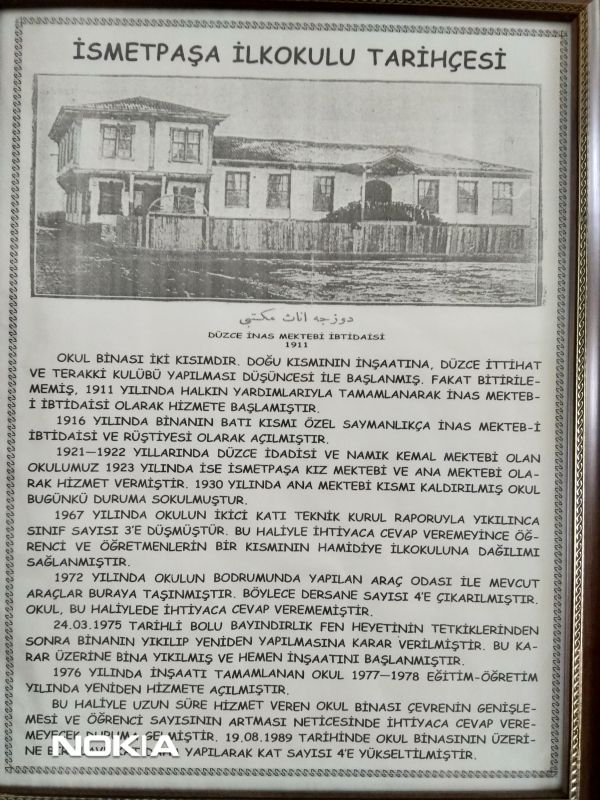 İSMETPAŞA İLKOKULU TARİHÇESİ
دوزجه اناث مكتبى
DÜZCE İNAS MEKTEBİ İBTİDAİSİ
1911
OKUL BİNASI İKİ KISIMDIR. DOĞU KISMININ İNŞAATINA, DÜZCE İTTİHAT
VE TERAKKİ KULÜBÜ YAPILMASI DÜŞÜNCESİ İLE BAŞLANMIŞ. FAKAT BİTİRİLE-
MEMİŞ, 1911 YILINDA HALKIN YARDIMLARIYLA TAMAMLANARAK İNAS MEKTEB-
İ İBTİDAİSİ OLARAK HİZMETE BAŞLAMIŞTIR.
1916 YILINDA BİNANIN BATI KISMI ÖZEL SAYMANLIKÇA İNAS MEKTEB-İ
İBTİDAİSİ VE RÜŞTİYESİ OLARAK AÇILMIŞTIR.
1921-1922 YILLARINDA DÜZCE İDADİSİ VE NAMIK KEMAL MEKTEBİ OLAN
OKULUMUZ 1923 YILINDA İSE İSMETPAŞA KIZ MEKTEBİ VE ANA MEKTEBİ OLA-
RAK HİZMET VERMİŞTİR. 1930 YILINDA ANA MEKTEBİ KISMI KALDIRILMIŞ OKUL
BUGÜNKÜ DURUMA SOKULMUŞTUR.
1967 YILINDA OKULUN İKİCİ KATI TEKNİK KURUL RAPORUYLA YIKILINCA
SINIF SAYISI 3'E DÜŞMÜŞTÜR. BU HALİYLE İHTİYACA CEVAP VEREMEYİNCE ÖĞ-
RENCİ VE ÖĞRETMENLERİN BİR KISMININ HAMİDİYE İLKOKULUNA DAĞILIMI
SAĞLANMIŞTIR.
1972 YILINDA OKULUN BODRUMUNDA YAPILAN ARAÇ ODASI İLE MEVCUT
ARAÇLAR BURAYA TAŞINMIŞTIR. BÖYLECE DERSANE SAYISI 4'E ÇIKARILMIŞTIR.
OKUL, BU HALİYLEDE İHTİYACA CEVAP VEREMEMİŞTİR.
24.03.1975 TARİHLİ BOLU BAYINDIRLIK FEN HEYETİNİN TETKİKLERİNDEN
SONRA BİNANIN YIKILIP YENİDEN YAPILMASINA KARAR VERİLMİŞTİR. BU KA-
RAR ÜZERİNE BİNA YIKILMIŞ VE HEMEN İNŞAATINI BAŞLANMIŞTIR.
1976 YILINDA İNŞAATI TAMAMLANAN OKUL 1977-1978 EĞİTİM-ÖĞRETİM
YILINDA YENİDEN HİZMETE AÇILMIŞTIR.
BU HALİYLE UZUN SÜRE HİZMET VEREN OKUL BİNASI ÇEVRENİN GENİŞLE-
MESİ VE ÖĞRENCİ SAYISININ ARTMASI NETİCESİNDE İHTİYACA CEVAP VERE-
MEYECEK DURUMA GELMİŞTİR. 19.08.1989 TARİHİNDE OKUL BİNASININ ÜZERİ-
NE YAPILARAK KAT SAYISI 4'E YÜKSELTİLMİŞTİR.
NOKIA